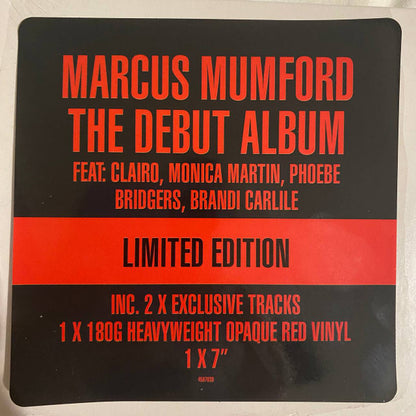 MARCUS MUMFORD
THE DEBUT ALBUM
FEAT: CLAIRO, MONICA MARTIN, PHOEBE
BRIDGERS, BRANDI CARLILE
LIMITED EDITION
INC. 2 X EXCLUSIVE TRACKS
1 X 180G HEAVYWEIGHT OPAQUE RED VINYL
1 X 7"